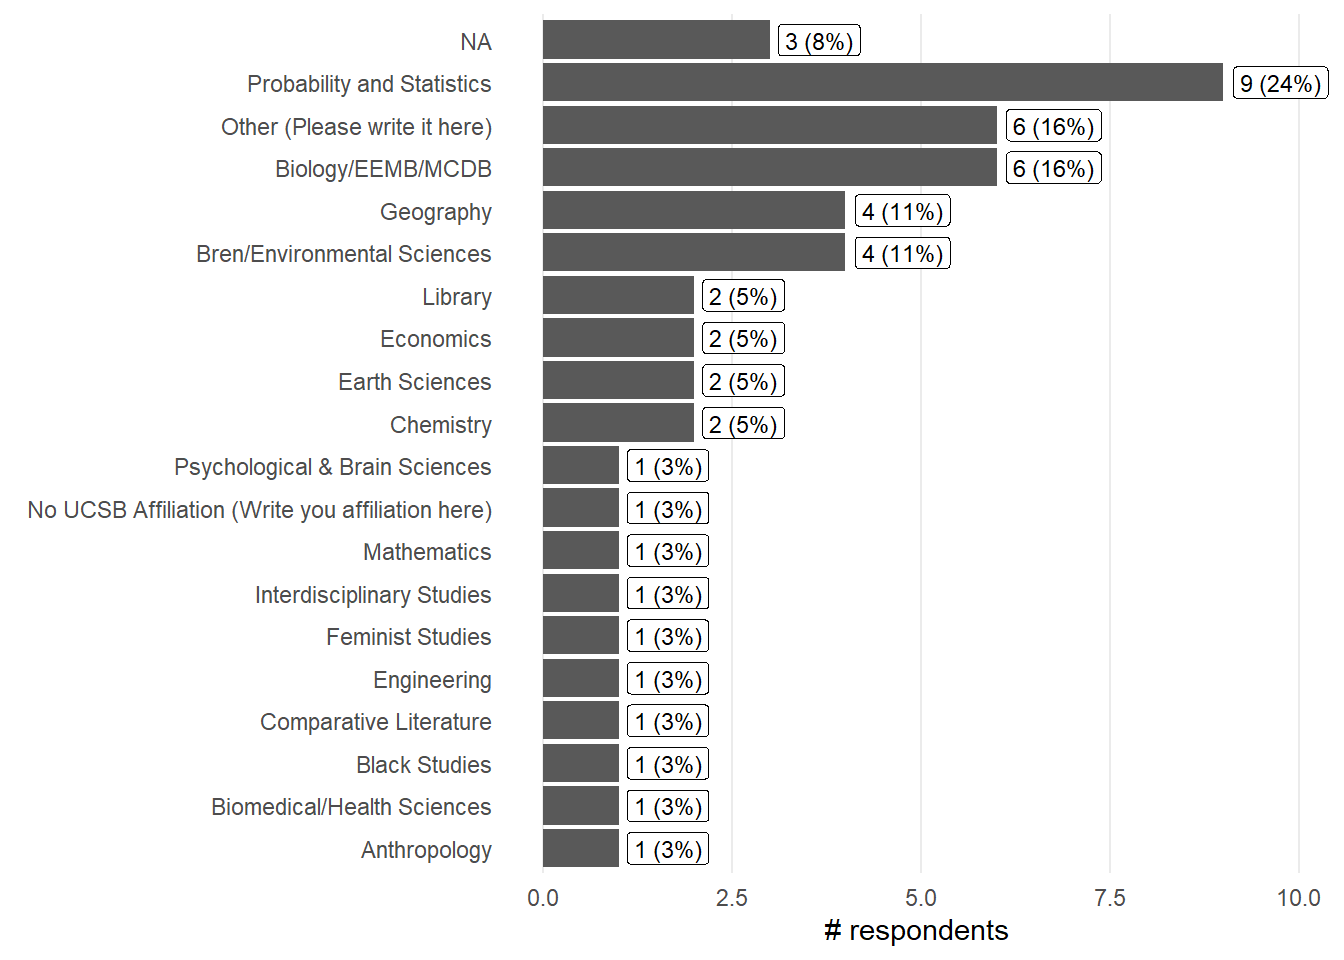 NA 3 (8%)
Probability and Statistics 9 (24%)
Other (Please write it here) 6 (16%)
Biology/EEMB/MCDB 6 (16%)
Geography 4 (11%)
Bren/Environmental Sciences 4 (11%)
Library 2 (5%)
Economics 2 (5%)
Earth Sciences 2 (5%)
Chemistry 2 (5%)
Psychological & Brain Sciences 1 (3%)
No UCSB Affiliation (Write you affiliation here) 1 (3%)
Mathematics 1 (3%)
Interdisciplinary Studies 1 (3%)
Feminist Studies 1 (3%)
Engineering 1 (3%)
Comparative Literature 1 (3%)
Black Studies 1 (3%)
Biomedical/Health Sciences 1 (3%)
Anthropology 1 (3%)
0.0 2.5 5.0 7.5 10.0
# respondents